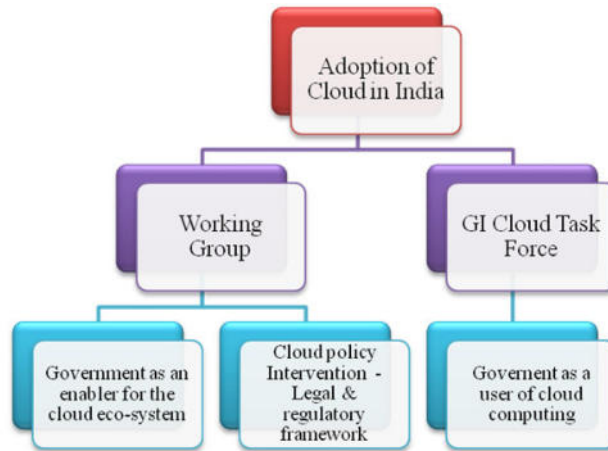 Adoption of
Cloud in India
Working
Group
GI Cloud Task
Force
Government as an
enabler for the
cloud eco-system
Cloud policy
Intervention -
Legal &
regulatory
framework
Governent as a
user of cloud
computing